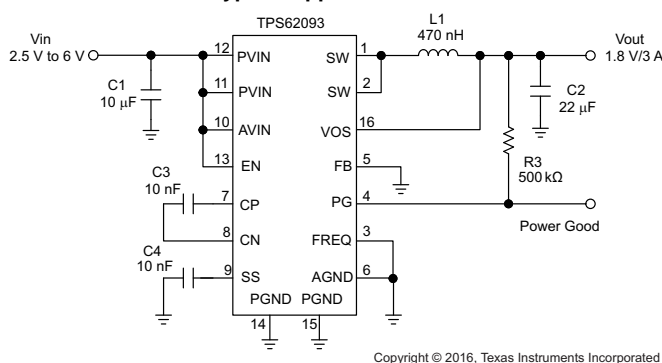 TPS62093
Vin
2.5 V to 6 V
C1
10 µF
12 PVIN
11 PVIN
10 AVIN
13 EN
C3
10 nF
7 CP
8 CN
C4
10 nF
9 SS
PGND PGND
14 15
SW 1
SW 2
VOS 16
FB 5
PG 4
FREQ 3
AGND 6
L1
470 nH
Vout
1.8 V/3 A
C2
22 µF
R3
500 kΩ
Power Good
Copyright © 2016, Texas Instruments Incorporated